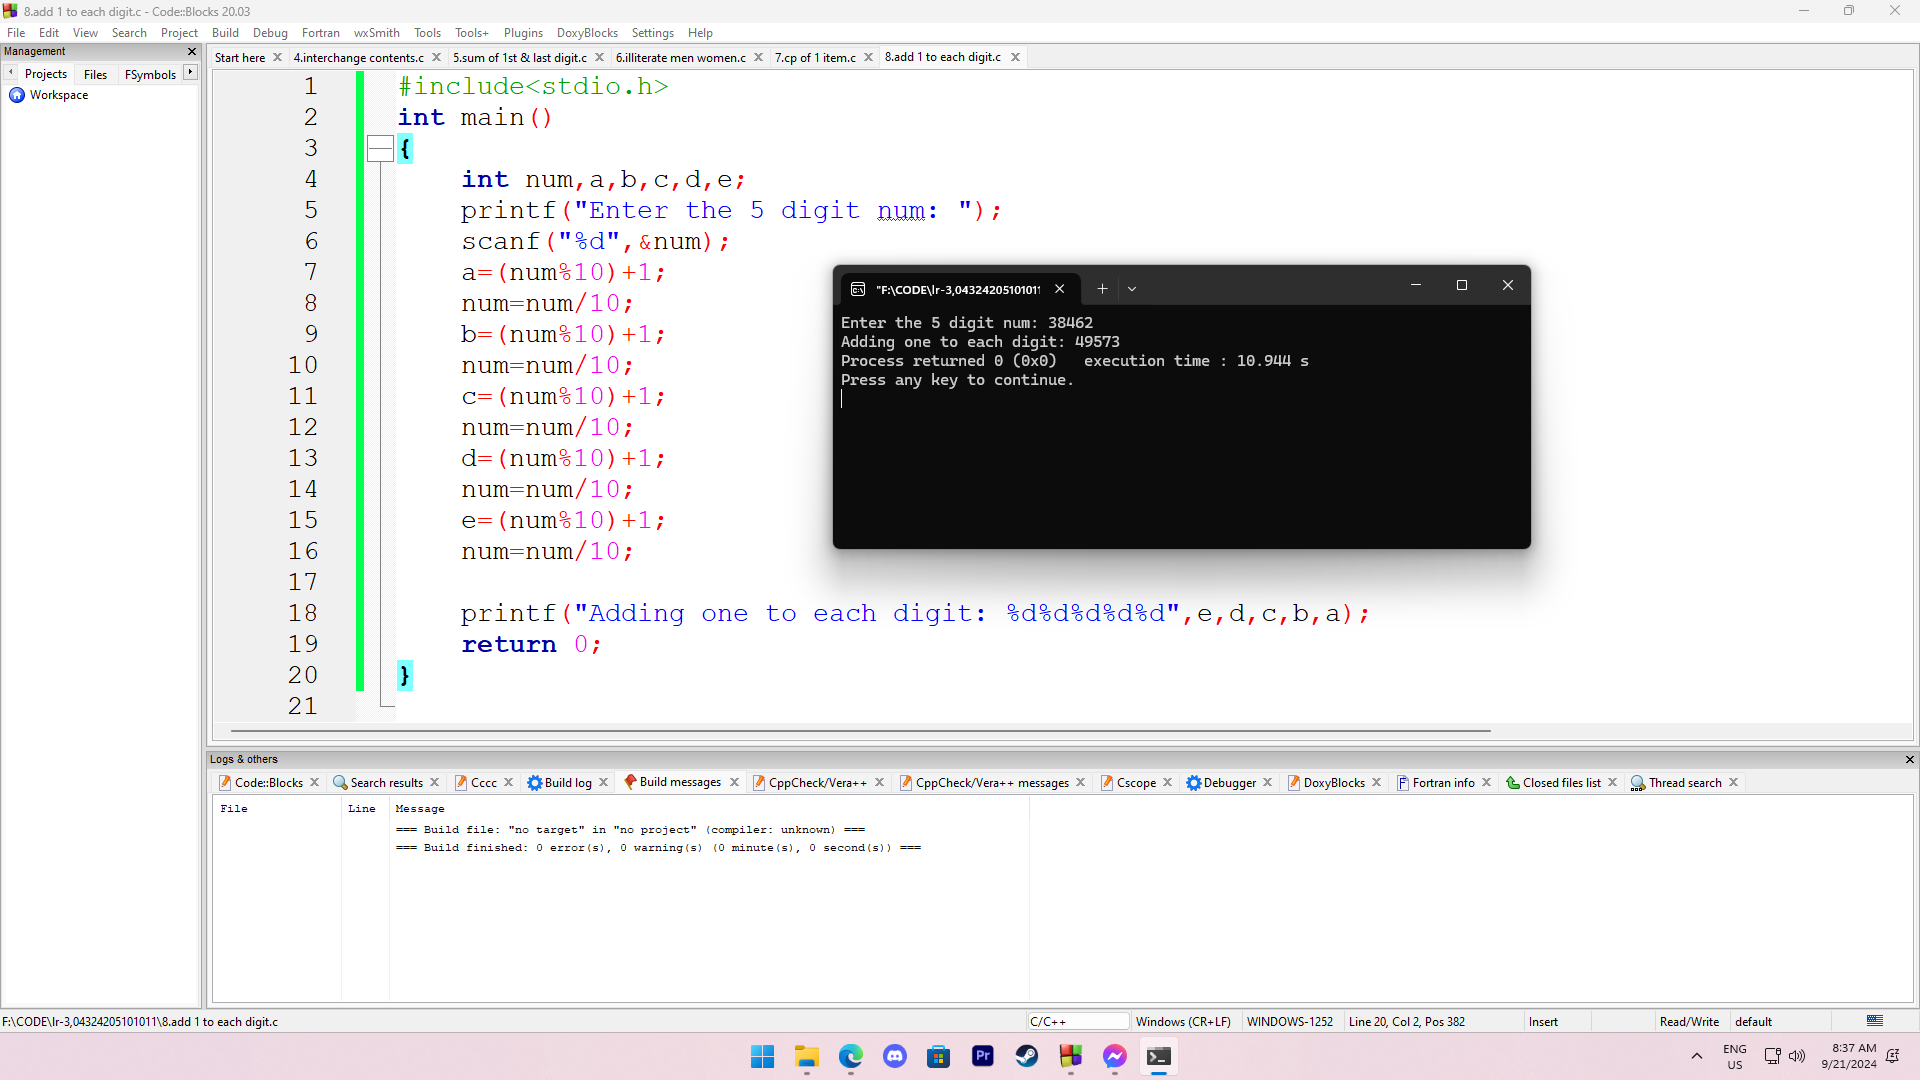 8.add 1 to each digit.c - Code::Blocks 20.03
File Edit View Search Project Build Debug Fortran wxSmith Tools Tools+ Plugins DoxyBlocks Settings Help
Management
Projects Files FSymbols
Workspace
Start here 4.interchange contents.c 5.sum of 1st & last digit.c 6.illiterate men women.c 7.cp of 1 item.c 8.add 1 to each digit.c
1 #include<stdio.h>
2 int main()
3 {
4 int num,a,b,c,d,e;
5 printf("Enter the 5 digit num: ");
6 scanf("%d",&num);
7 a=(num%10)+1;
8 num=num/10;
9 b=(num%10)+1;
10 num=num/10;
11 c=(num%10)+1;
12 num=num/10;
13 d=(num%10)+1;
14 num=num/10;
15 e=(num%10)+1;
16 num=num/10;
17
18 printf("Adding one to each digit: %d%d%d%d%d",e,d,c,b,a);
19 return 0;
20 }
21
"F:\CODE\lr-3,04324205101011
Enter the 5 digit num: 38462
Adding one to each digit: 49573
Process returned 0 (0x0) execution time : 10.944 s
Press any key to continue.
Logs & others
Code::Blocks Search results Cccc Build log Build messages CppCheck/Vera++ CppCheck/Vera++ messages Cscope Debugger DoxyBlocks Fortran info Closed files list Thread search
File Line Message
=== Build file: "no target" in "no project" (compiler: unknown) ===
=== Build finished: 0 error(s), 0 warning(s) (0 minute(s), 0 second(s)) ===
F:\CODE\lr-3,04324205101011\8.add 1 to each digit.c C/C++ Windows (CR+LF) WINDOWS-1252 Line 20, Col 2, Pos 382 Insert Read/Write default
Pr
ENG
US
8:37 AM
9/21/2024